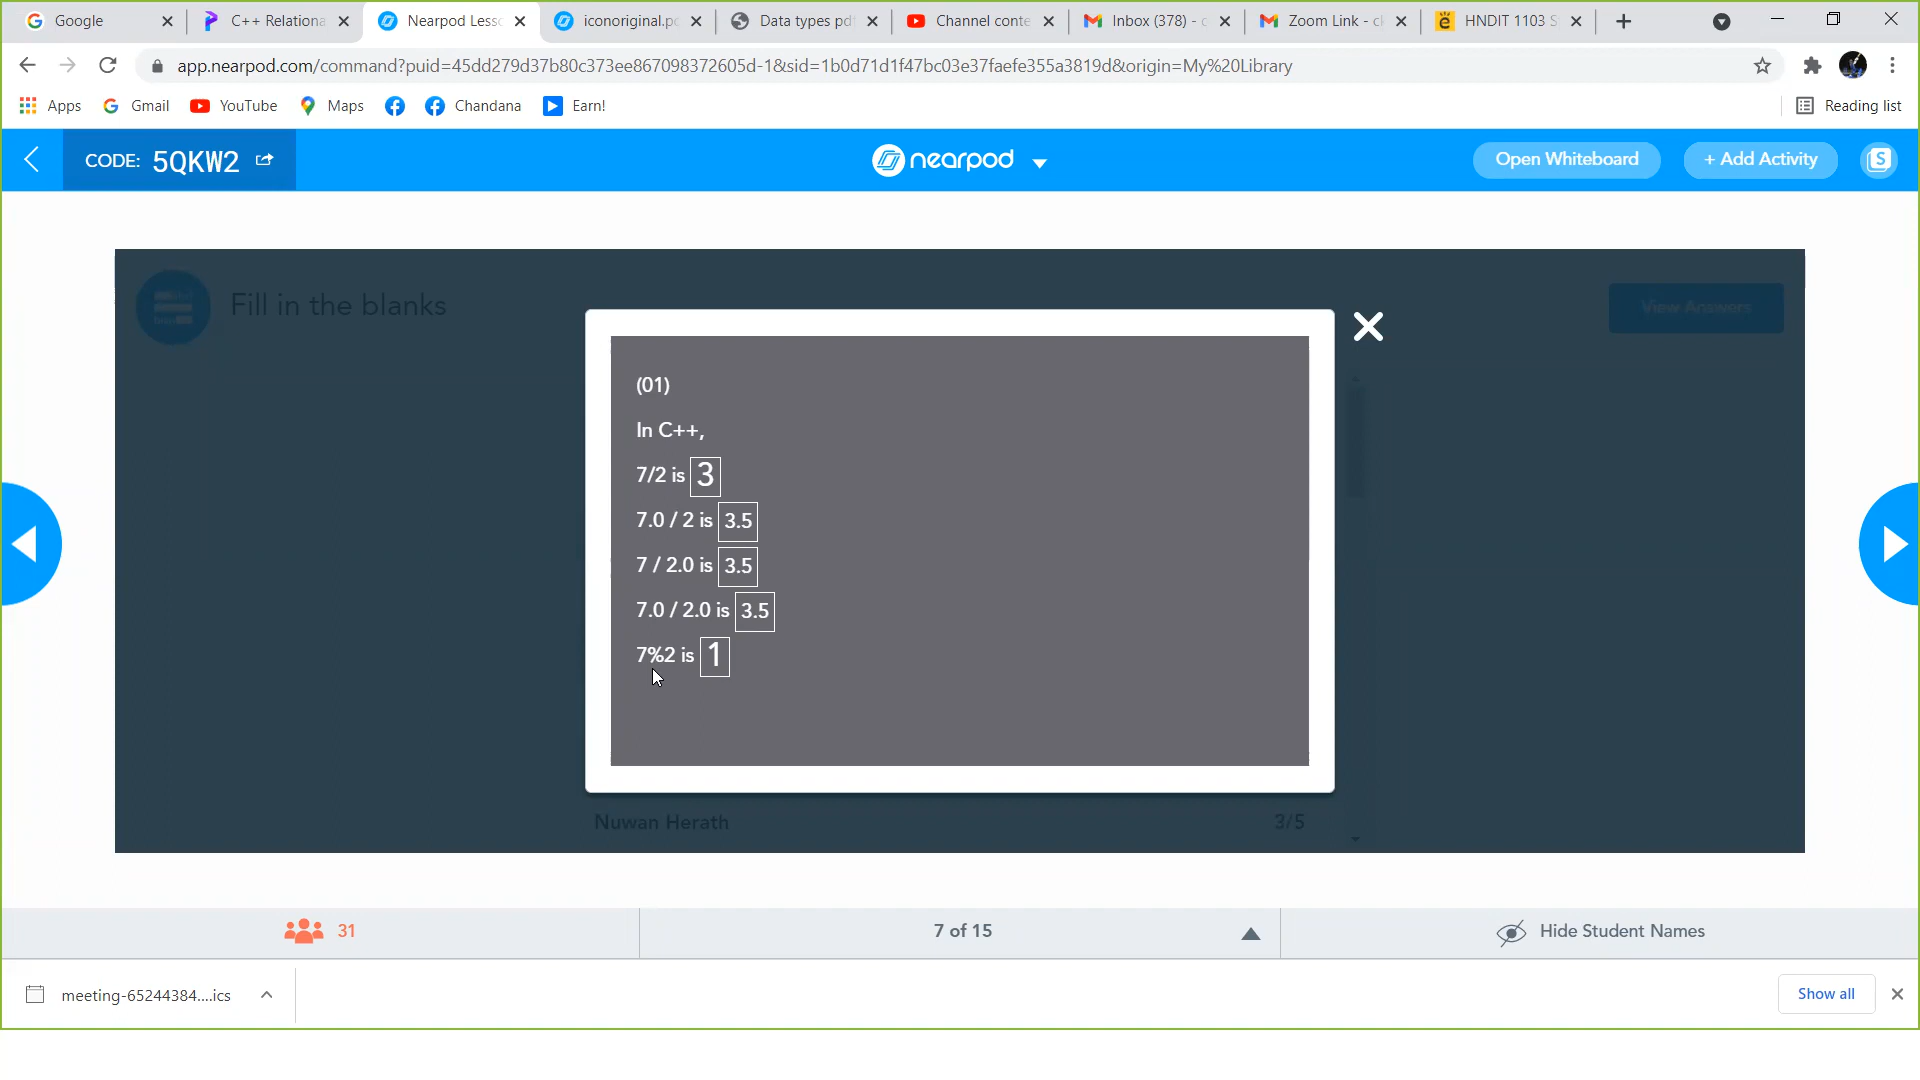 Google
C++ Relationa
Nearpod Lesso
iconoriginal.pd
Data types pdf
Channel conte
Inbox (378) - c
Zoom Link - cl
HNDIT 1103 S
app.nearpod.com/command?puid=45dd279d37b80c373ee867098372605d-1&sid=1b0d71d1f47bc03e37faefe355a3819d&origin=My%20Library
Apps
Gmail
YouTube
Maps
Chandana
Earn!
Reading list
CODE: 5QKW2
nearpod
Open Whiteboard
+ Add Activity
S
Fill in the blanks
View Answers
(01)
In C++,
7/2 is 3
7.0 / 2 is 3.5
7 / 2.0 is 3.5
7.0 / 2.0 is 3.5
7%2 is 1
Nuwan Herath 3/5
31
7 of 15
Hide Student Names
meeting-65244384....ics
Show all